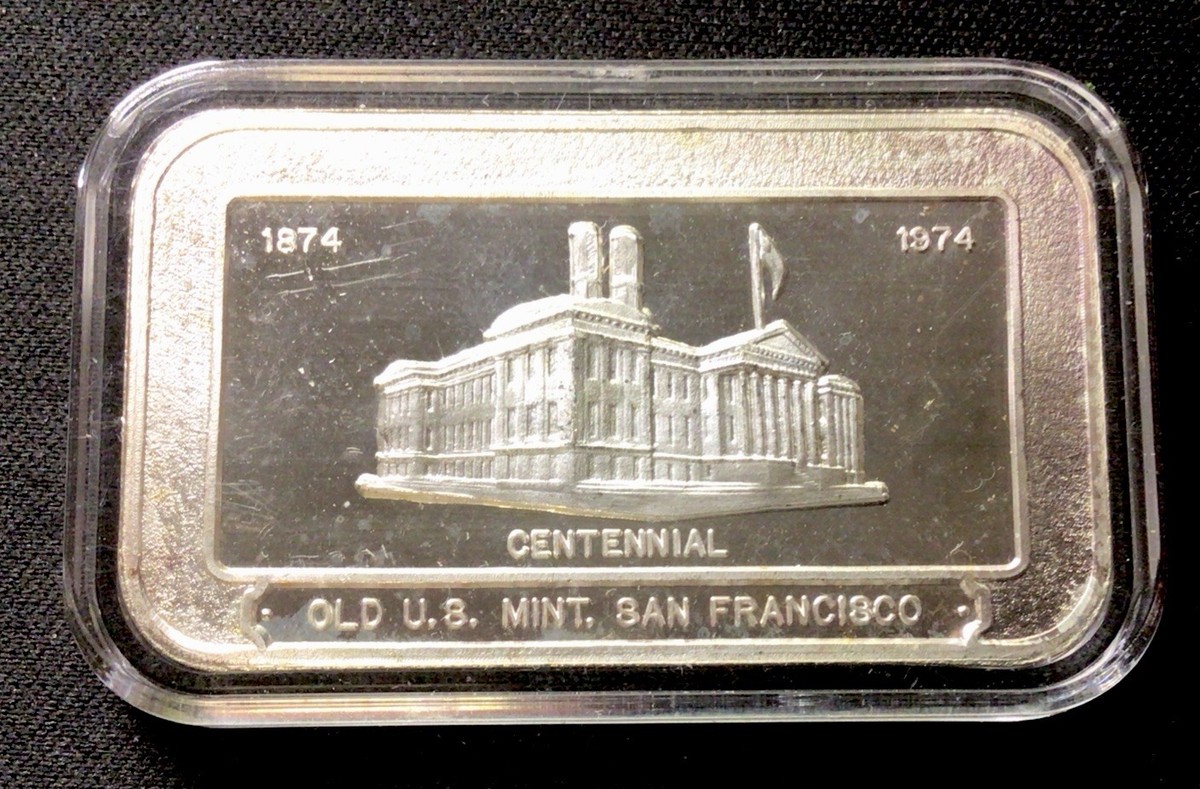 1874 1974
CENTENNIAL
OLD U.S. MINT, SAN FRANCISCO